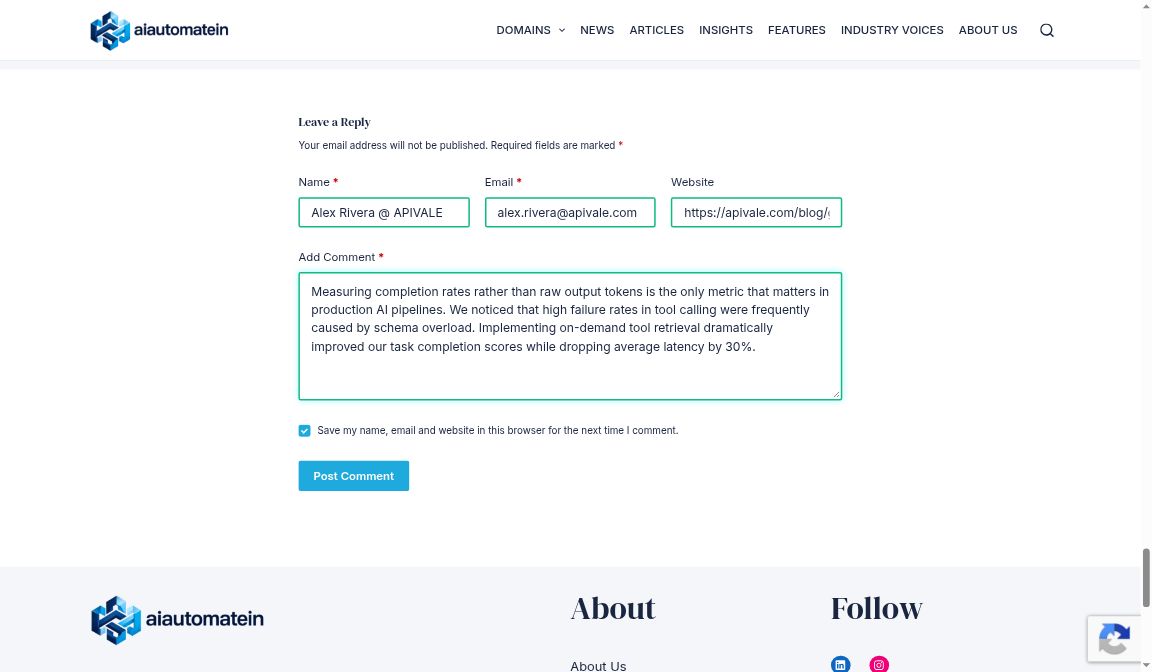 aiautomatein
DOMAINS NEWS ARTICLES INSIGHTS FEATURES INDUSTRY VOICES ABOUT US
Leave a Reply
Your email address will not be published. Required fields are marked *
Name * Email * Website
Alex Rivera @ APIVALE alex.rivera@apivale.com https://apivale.com/blog/
Add Comment *
Measuring completion rates rather than raw output tokens is the only metric that matters in
production AI pipelines. We noticed that high failure rates in tool calling were frequently
caused by schema overload. Implementing on-demand tool retrieval dramatically
improved our task completion scores while dropping average latency by 30%.
Save my name, email and website in this browser for the next time I comment.
Post Comment
aiautomatein About Follow
About Us